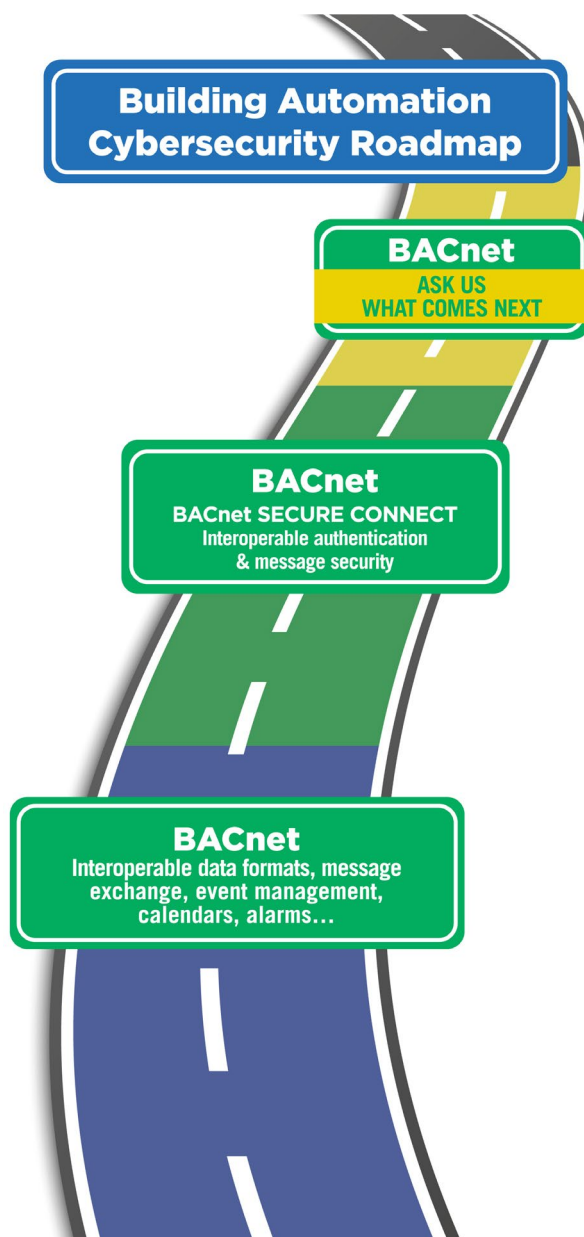 Building Automation
Cybersecurity Roadmap
BACnet
ASK US
WHAT COMES NEXT
BACnet
BACnet SECURE CONNECT
Interoperable authentication
& message security
BACnet
Interoperable data formats, message
exchange, event management,
calendars, alarms...